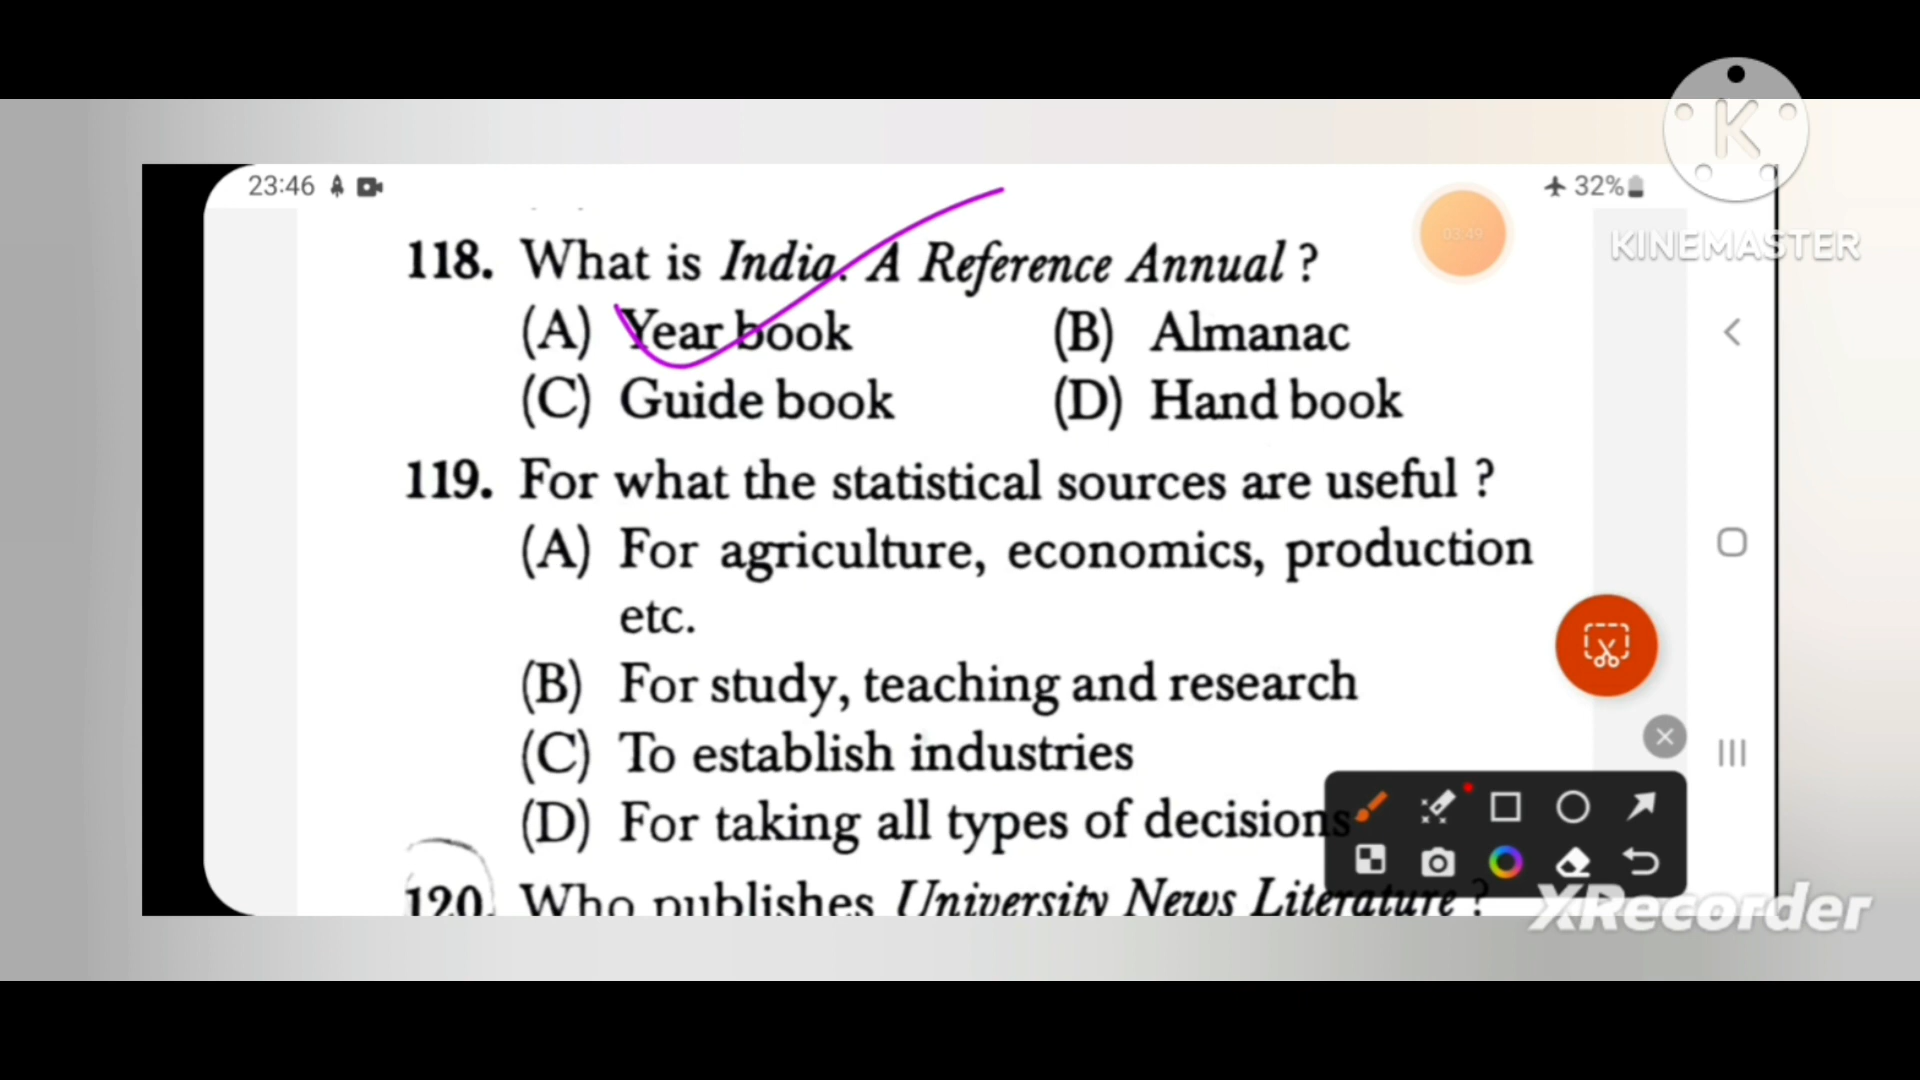 K
KINEMASTER
23:46
32%
03:49
118. What is India. A Reference Annual ?
(A) Year book (B) Almanac
(C) Guide book (D) Hand book
119. For what the statistical sources are useful ?
(A) For agriculture, economics, production
etc.
(B) For study, teaching and research
(C) To establish industries
(D) For taking all types of decisions
120. Who publishes University News Literature ?
XRecorder